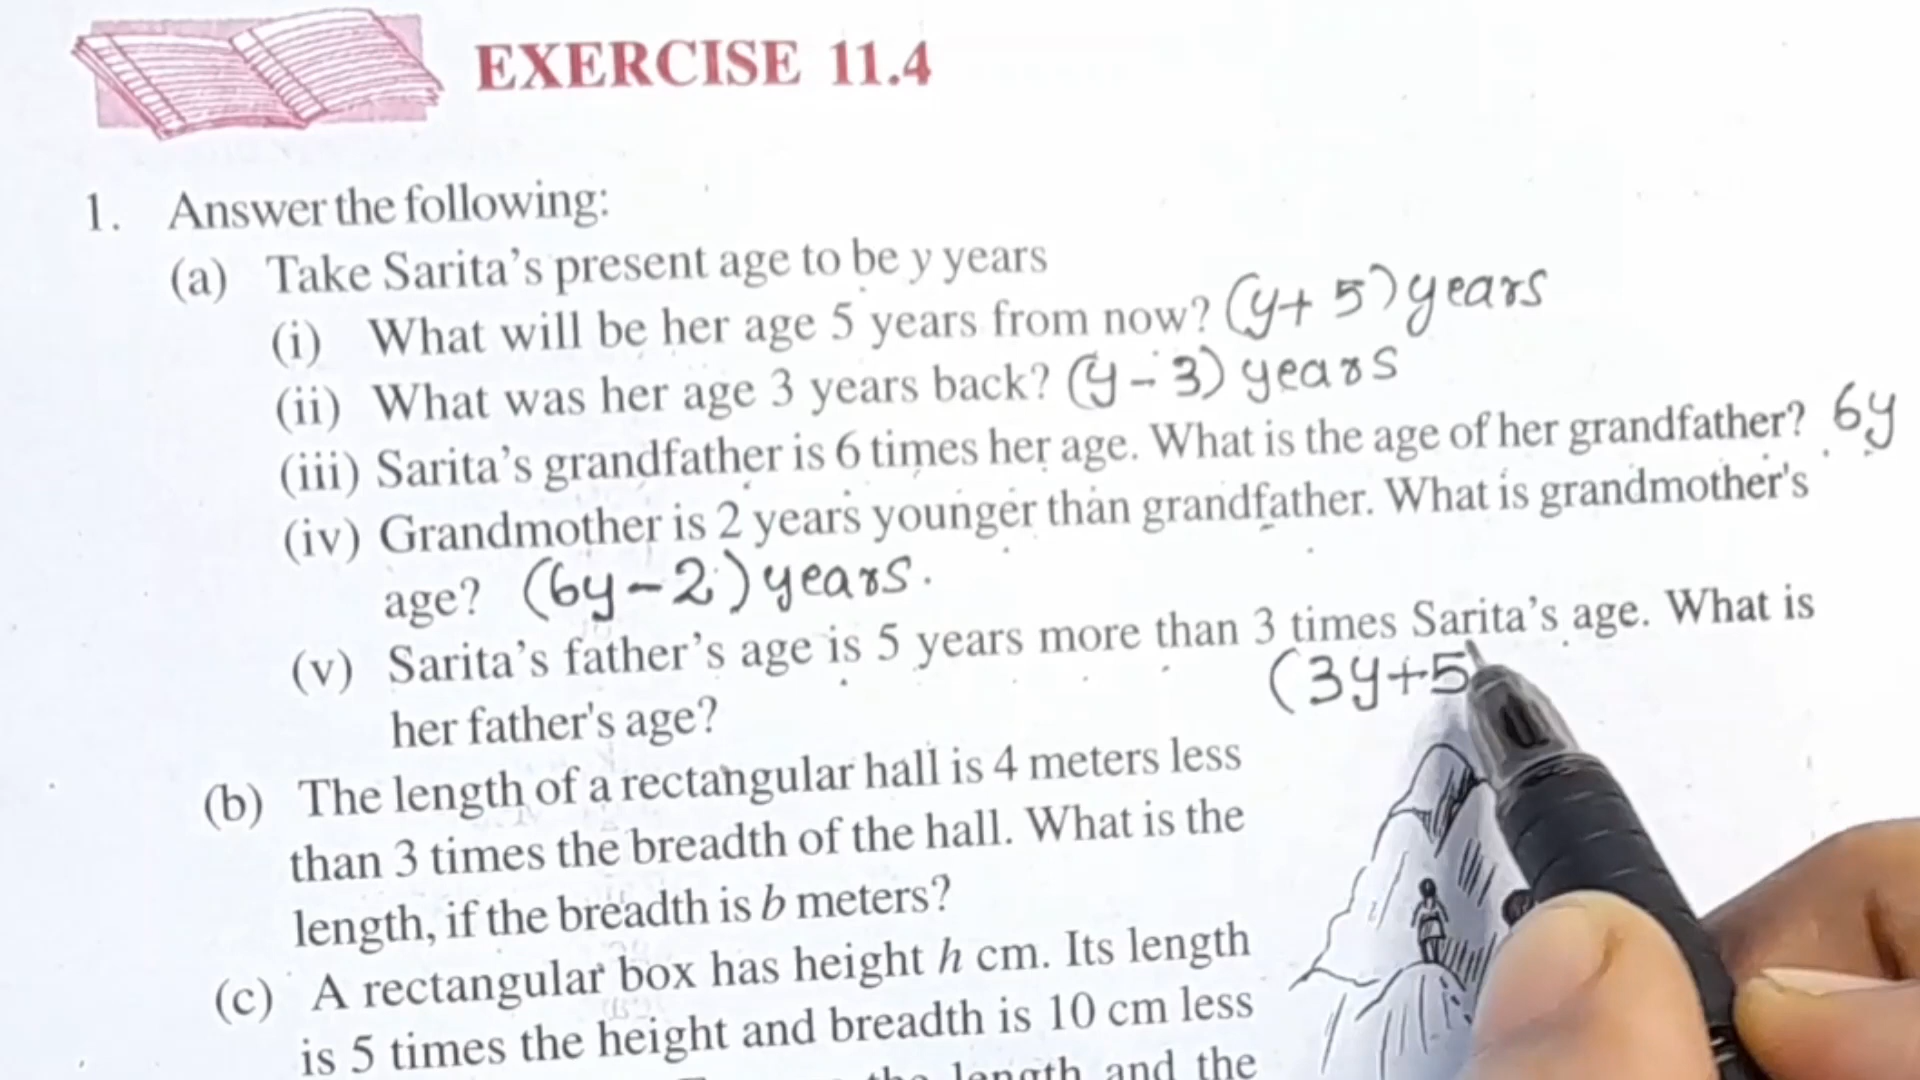 EXERCISE 11.4
1. Answer the following:
(a) Take Sarita’s present age to be y years
(i) What will be her age 5 years from now? (y+5) years
(ii) What was her age 3 years back? (y-3) years
(iii) Sarita’s grandfather is 6 times her age. What is the age of her grandfather? 6y
(iv) Grandmother is 2 years younger than grandfather. What is grandmother's
age? (6y-2) years.
(v) Sarita’s father’s age is 5 years more than 3 times Sarita’s age. What is
her father's age? (3y+5
(b) The length of a rectangular hall is 4 meters less
than 3 times the breadth of the hall. What is the
length, if the breadth is b meters?
(c) A rectangular box has height h cm. Its length
is 5 times the height and breadth is 10 cm less
the length and the